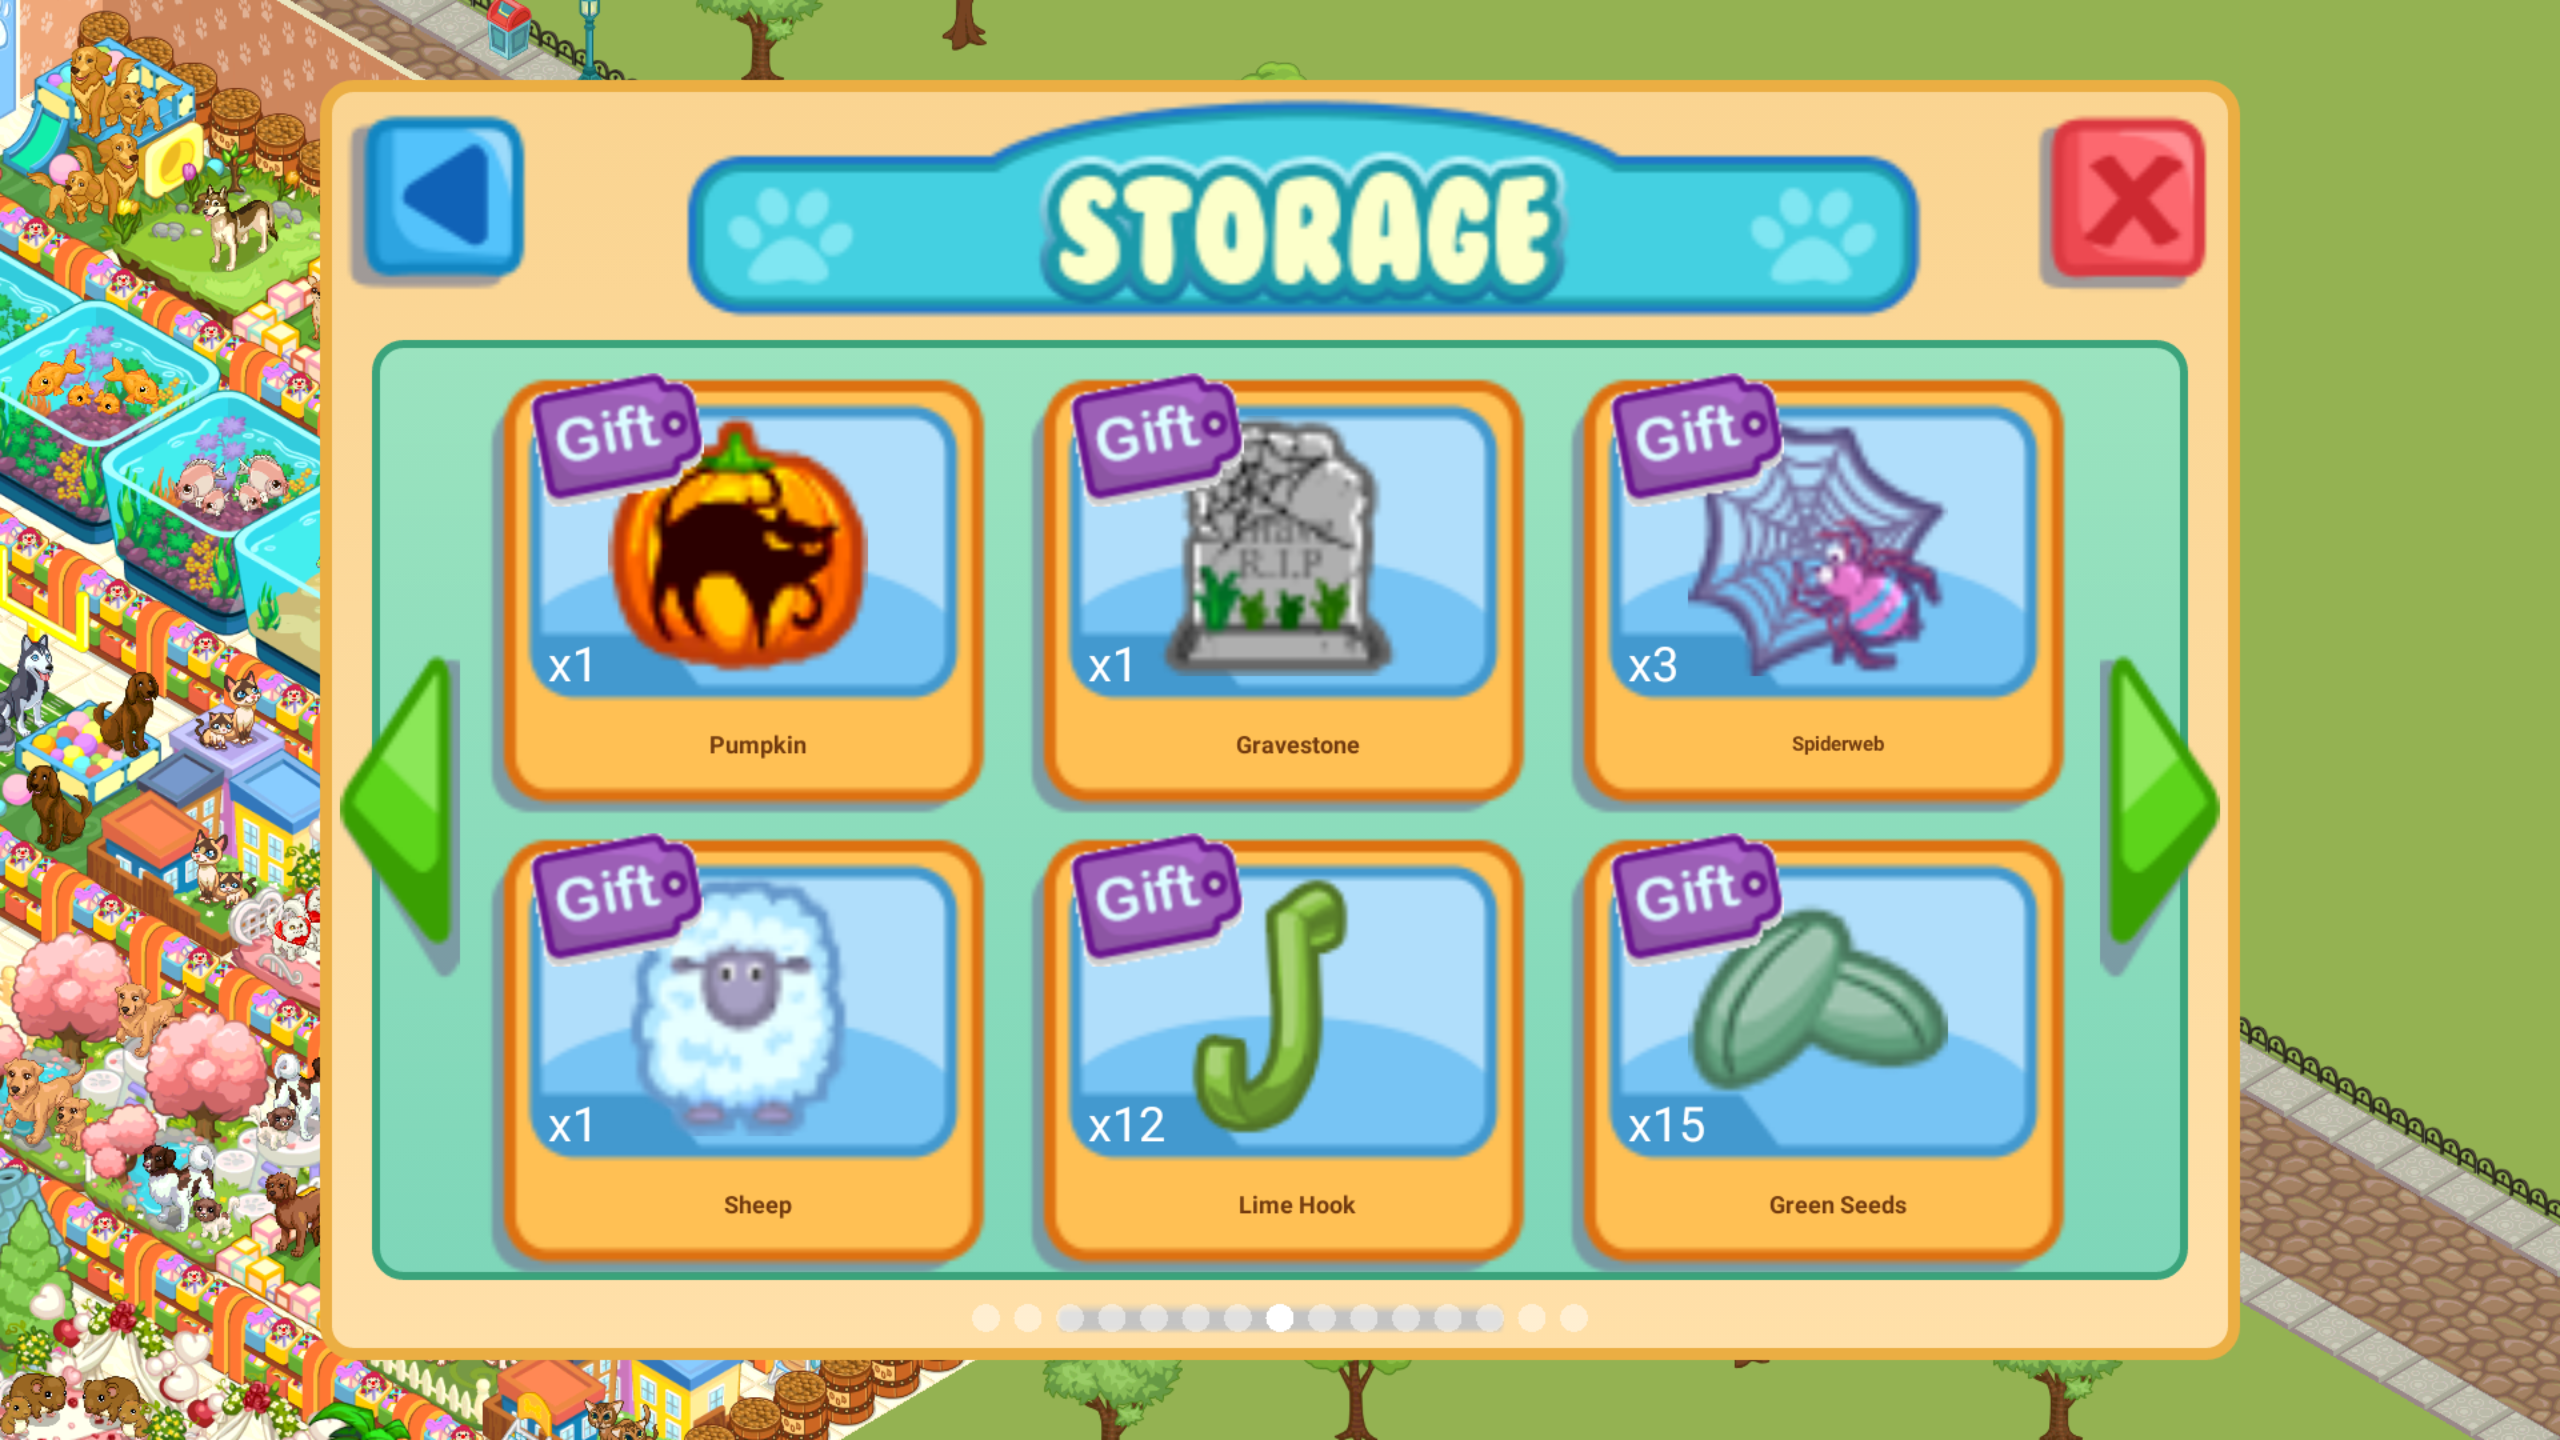 STORAGE
Gift
x1
Pumpkin
Gift
R.I.P
x1
Gravestone
Gift
x3
Spiderweb
Gift
x1
Sheep
Gift
x12
Lime Hook
Gift
x15
Green Seeds